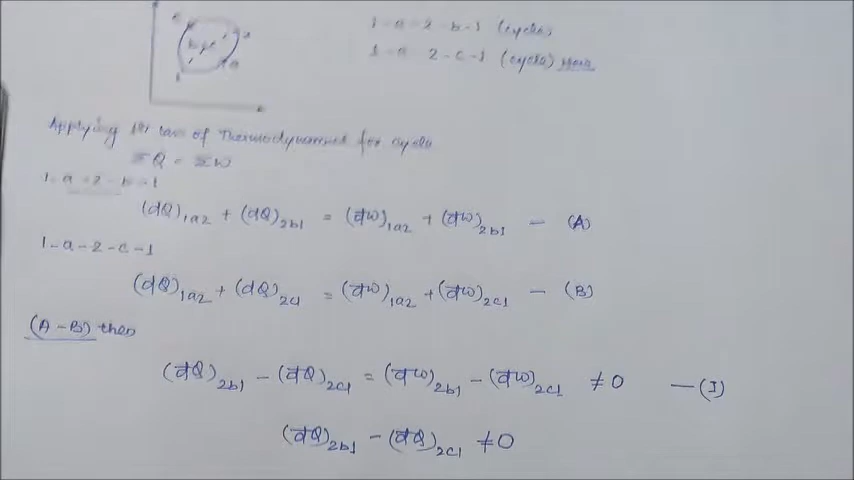 1-a-2-b-1 (cycle)
1-a 2-c-1 (cycle)
Applying 1st law of Thermodynamics for cycle
ΣQ = ΣW
1-a-2-b-1
(đQ)1a2 + (đQ)2b1 = (đW)1a2 + (đW)2b1 — (A)
1-a-2-c-1
(đQ)1a2 + (đQ)2c1 = (đW)1a2 + (đW)2c1 — (B)
(A-B) then
(đQ)2b1 - (đQ)2c1 = (đW)2b1 - (đW)2c1 ≠0 —(I)
(đQ)2b1 - (đQ)2c1 ≠0